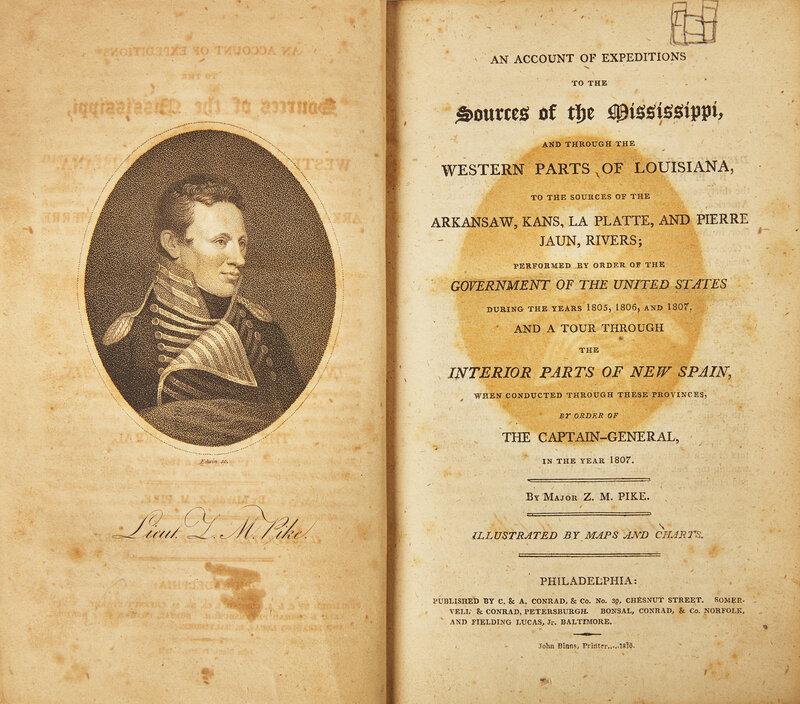 Edwin sc.
Lieut. Z. M. Pike.
AN ACCOUNT OF EXPEDITIONS
TO THE
Sources of the Mississippi,
AND THROUGH THE
WESTERN PARTS OF LOUISIANA,
TO THE SOURCES OF THE
ARKANSAW, KANS, LA PLATTE, AND PIERRE
JAUN, RIVERS;
PERFORMED BY ORDER OF THE
GOVERNMENT OF THE UNITED STATES
DURING THE YEARS 1805, 1806, AND 1807.
AND A TOUR THROUGH
THE
INTERIOR PARTS OF NEW SPAIN,
WHEN CONDUCTED THROUGH THESE PROVINCES,
BY ORDER OF
THE CAPTAIN-GENERAL,
IN THE YEAR 1807.
BY MAJOR Z. M. PIKE.
ILLUSTRATED BY MAPS AND CHARTS.
PHILADELPHIA:
PUBLISHED BY C. & A. CONRAD, & Co. No. 30, CHESNUT STREET. SOMER-
VELL & CONRAD, PETERSBURGH. BONSAL, CONRAD, & Co. NORFOLK,
AND FIELDING LUCAS, Jr. BALTIMORE.
John Binns, Printer.....1810.